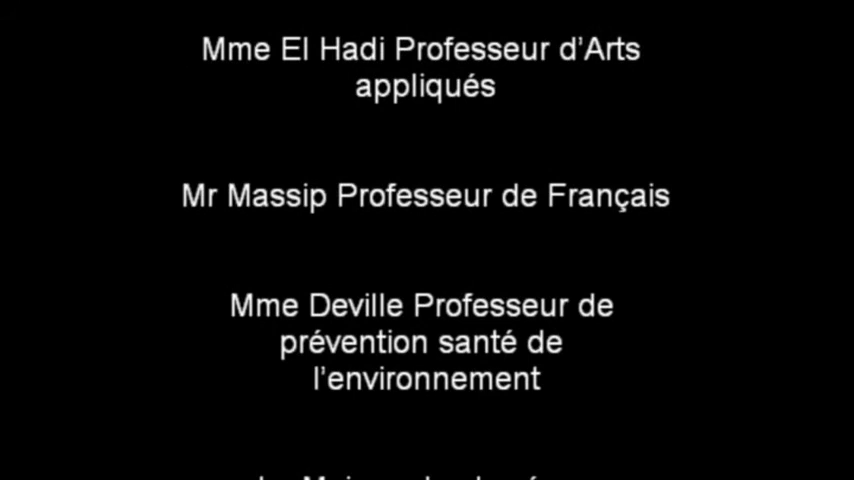 Mme El Hadi Professeur d’Arts
appliqués
Mr Massip Professeur de Français
Mme Deville Professeur de
prévention santé de
l’environnement